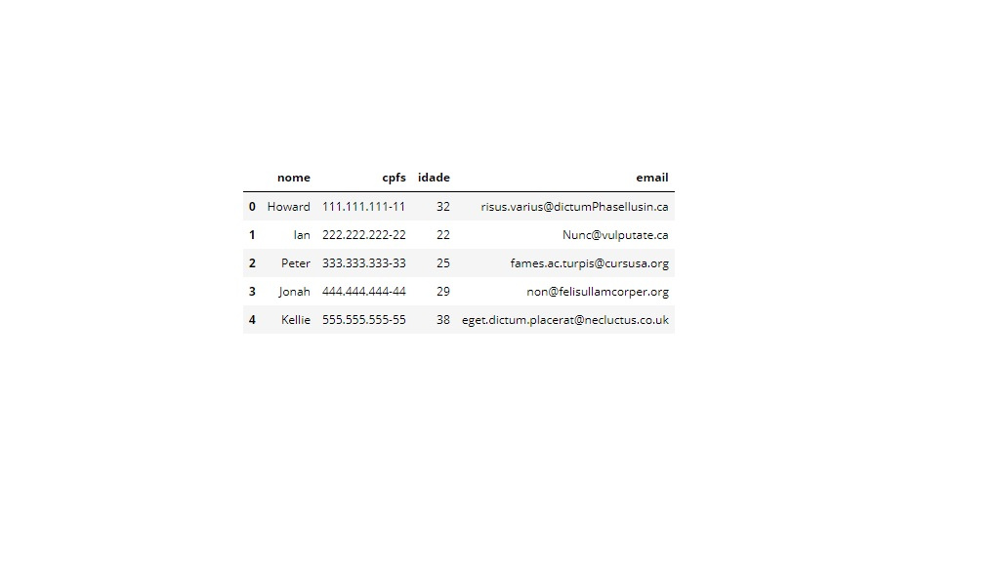 nome cpfs idade email
0 Howard 111.111.111-11 32 risus.varius@dictumPhasellusin.ca
1 Ian 222.222.222-22 22 Nunc@vulputate.ca
2 Peter 333.333.333-33 25 fames.ac.turpis@cursusa.org
3 Jonah 444.444.444-44 29 non@felisullamcorper.org
4 Kellie 555.555.555-55 38 eget.dictum.placerat@necluctus.co.uk